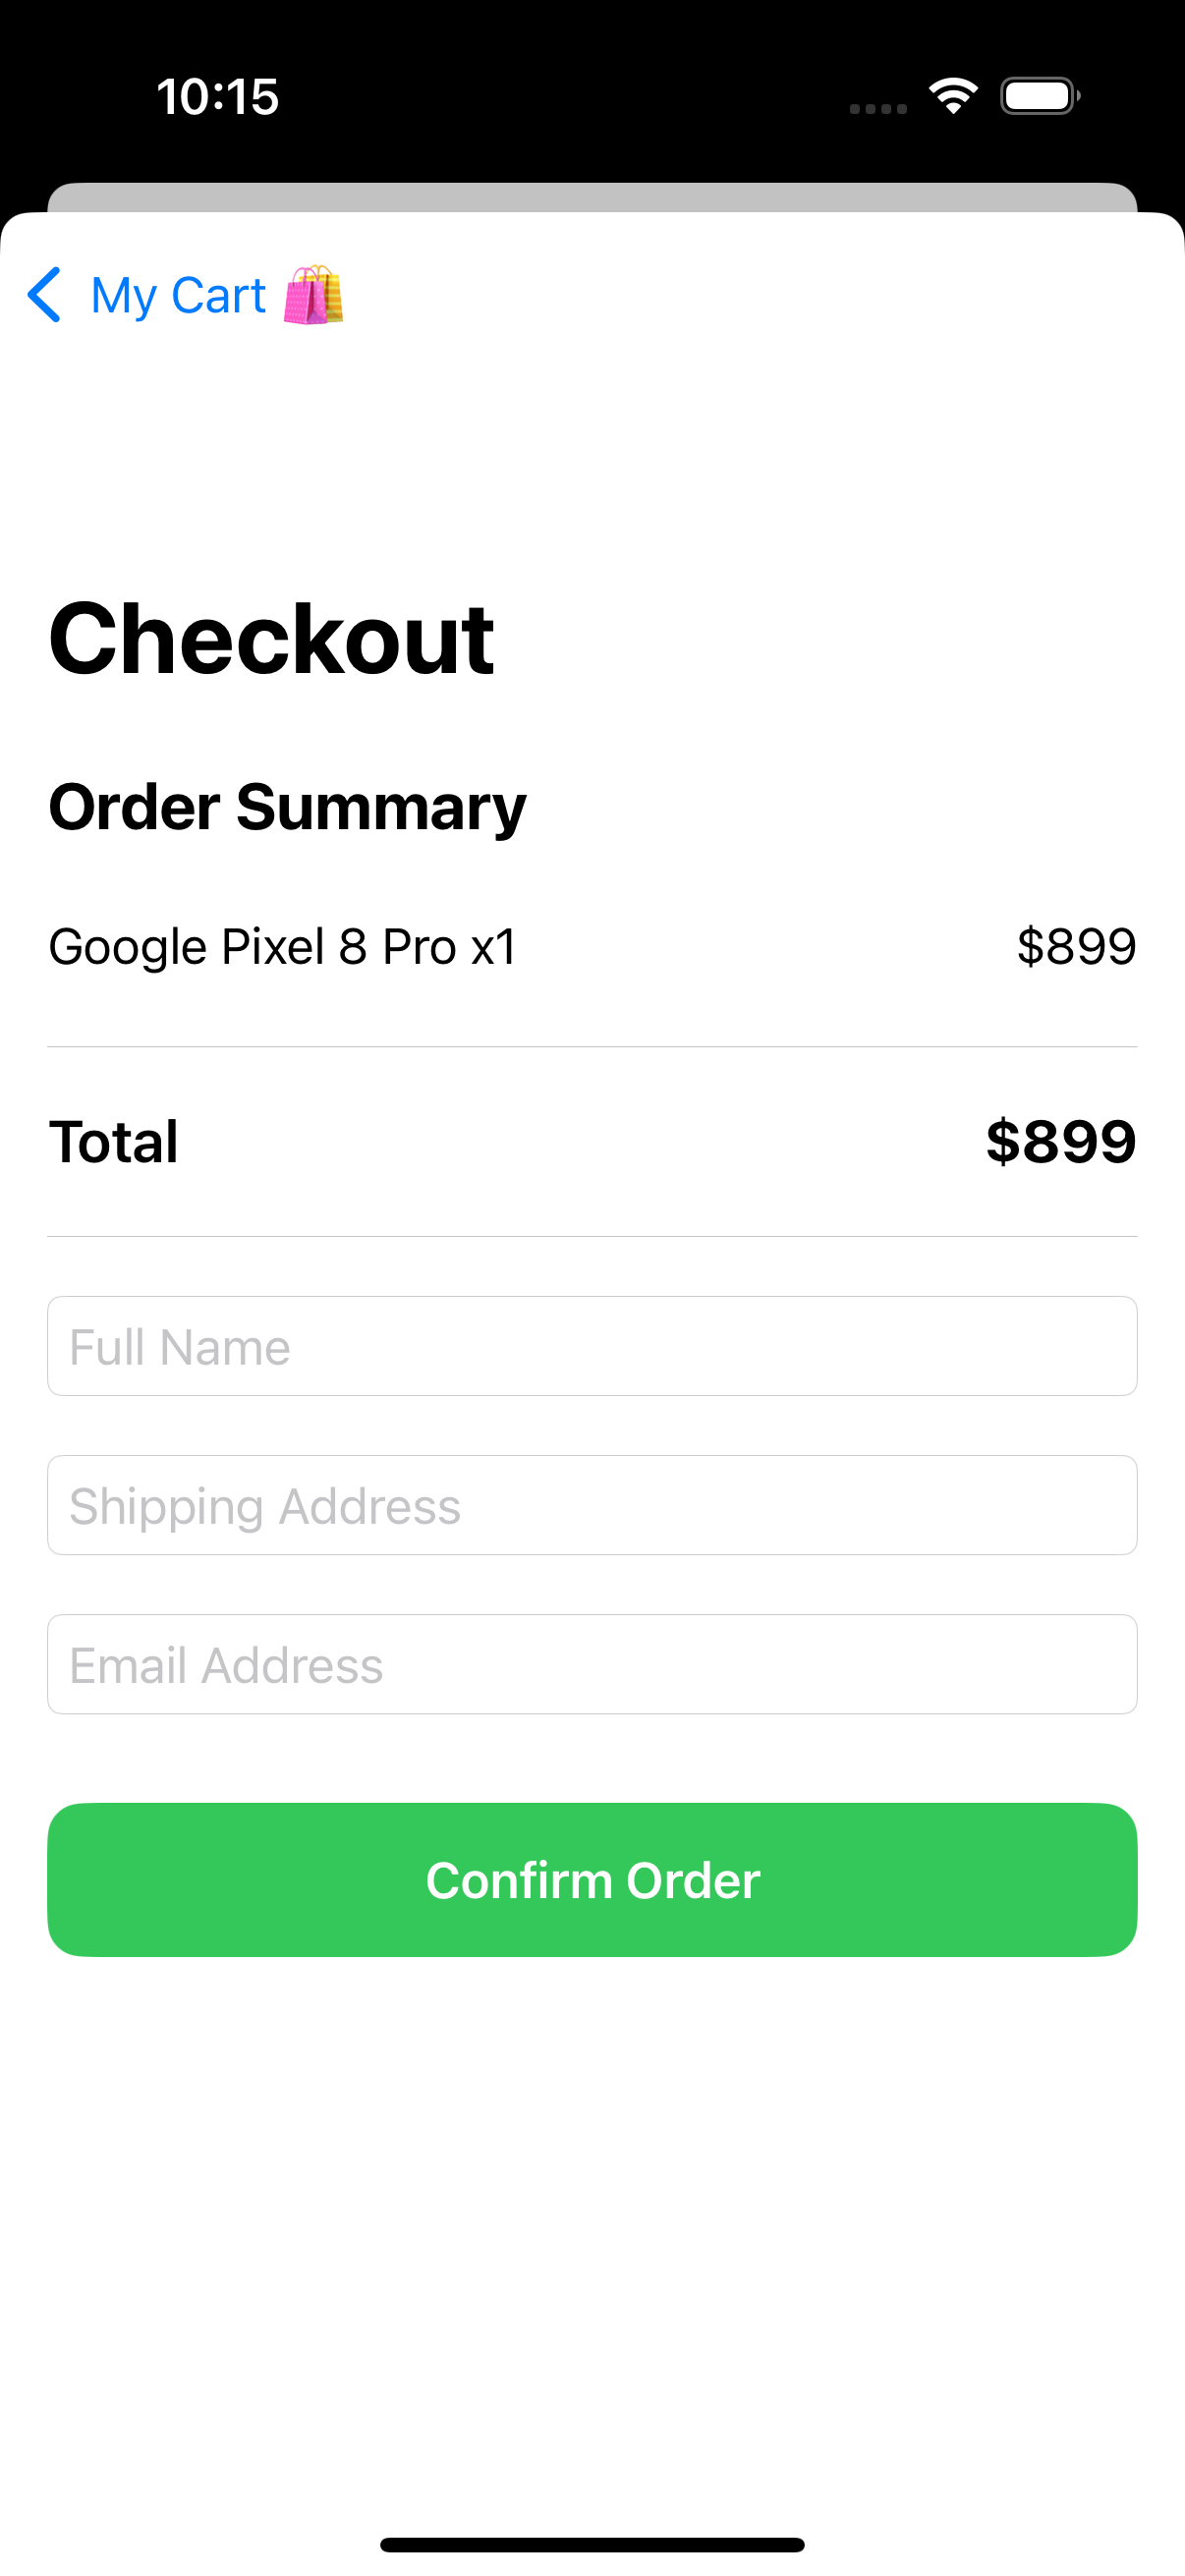 10:15
My Cart 🛍️
Checkout
Order Summary
Google Pixel 8 Pro x1 $899
Total $899
Full Name
Shipping Address
Email Address
Confirm Order